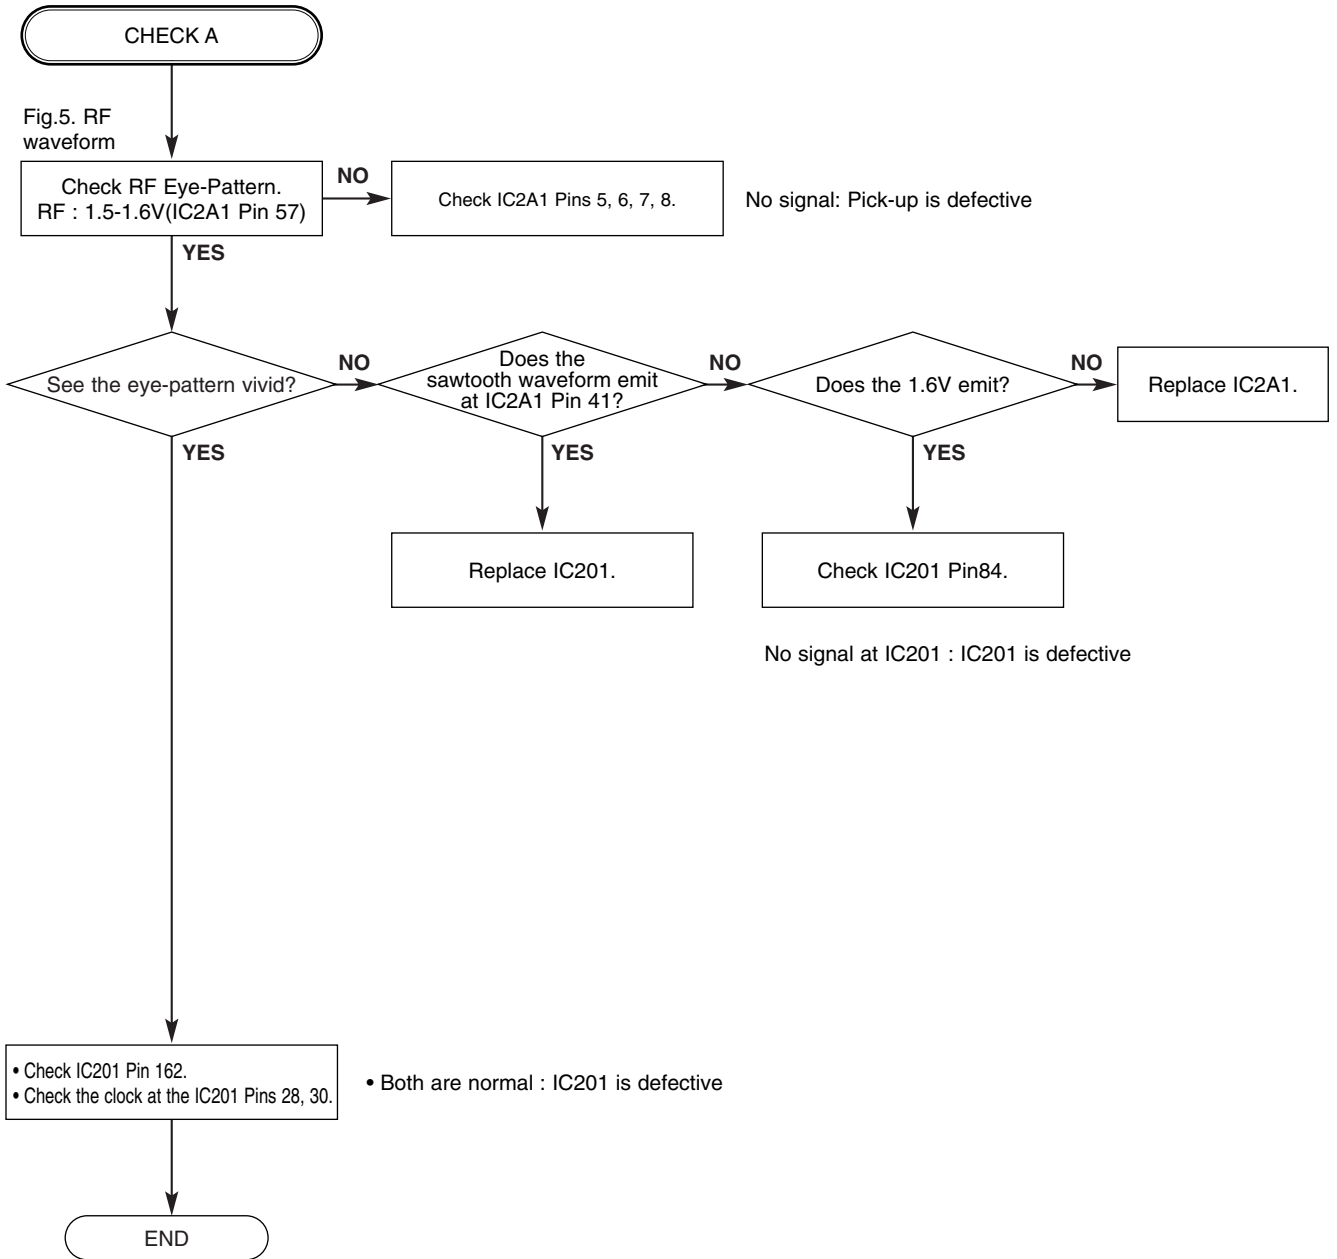 CHECK A
Fig.5. RF
waveform
Check RF Eye-Pattern.
RF : 1.5-1.6V(IC2A1 Pin 57)
NO
Check IC2A1 Pins 5, 6, 7, 8.
No signal: Pick-up is defective
YES
See the eye-pattern vivid?
NO
Does the
sawtooth waveform emit
at IC2A1 Pin 41?
NO
Does the 1.6V emit?
NO
Replace IC2A1.
YES
YES
YES
Replace IC201.
Check IC201 Pin84.
No signal at IC201 : IC201 is defective
• Check IC201 Pin 162.
• Check the clock at the IC201 Pins 28, 30.
• Both are normal : IC201 is defective
END